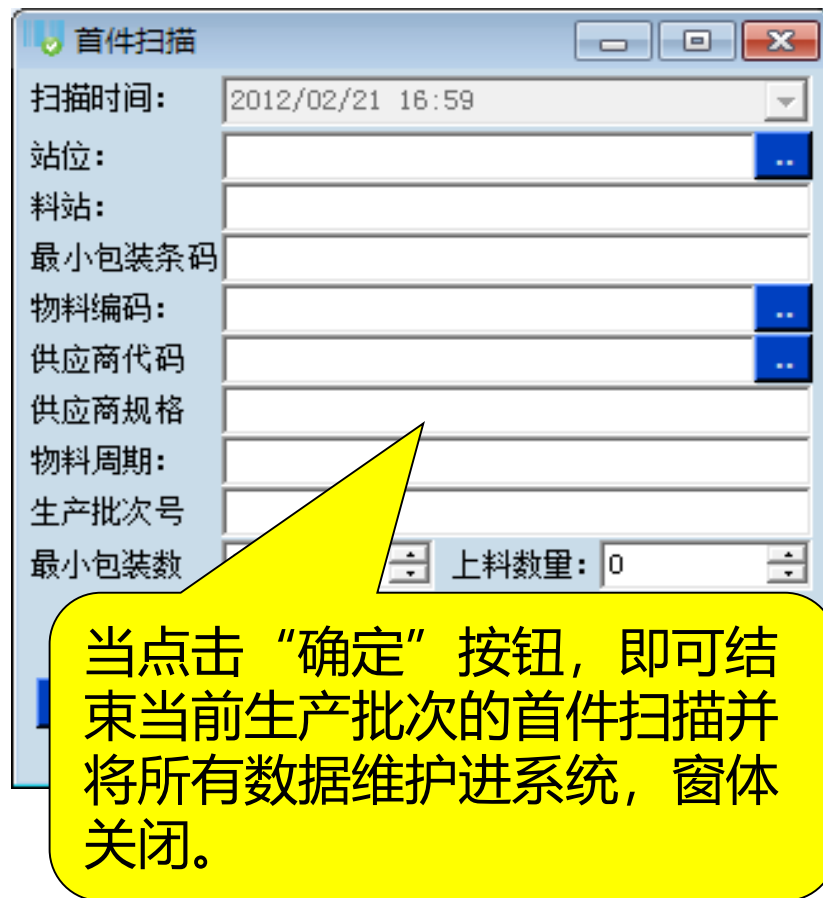 首件扫描
扫描时间： 2012/02/21 16:59
站位： ..
料站：
最小包装条码
物料编码： ..
供应商代码 ..
供应商规格
物料周期：
生产批次号
最小包装数 上料数量： 0
当点击“确定”按钮，即可结
束当前生产批次的首件扫描并
将所有数据维护进系统，窗体
关闭。